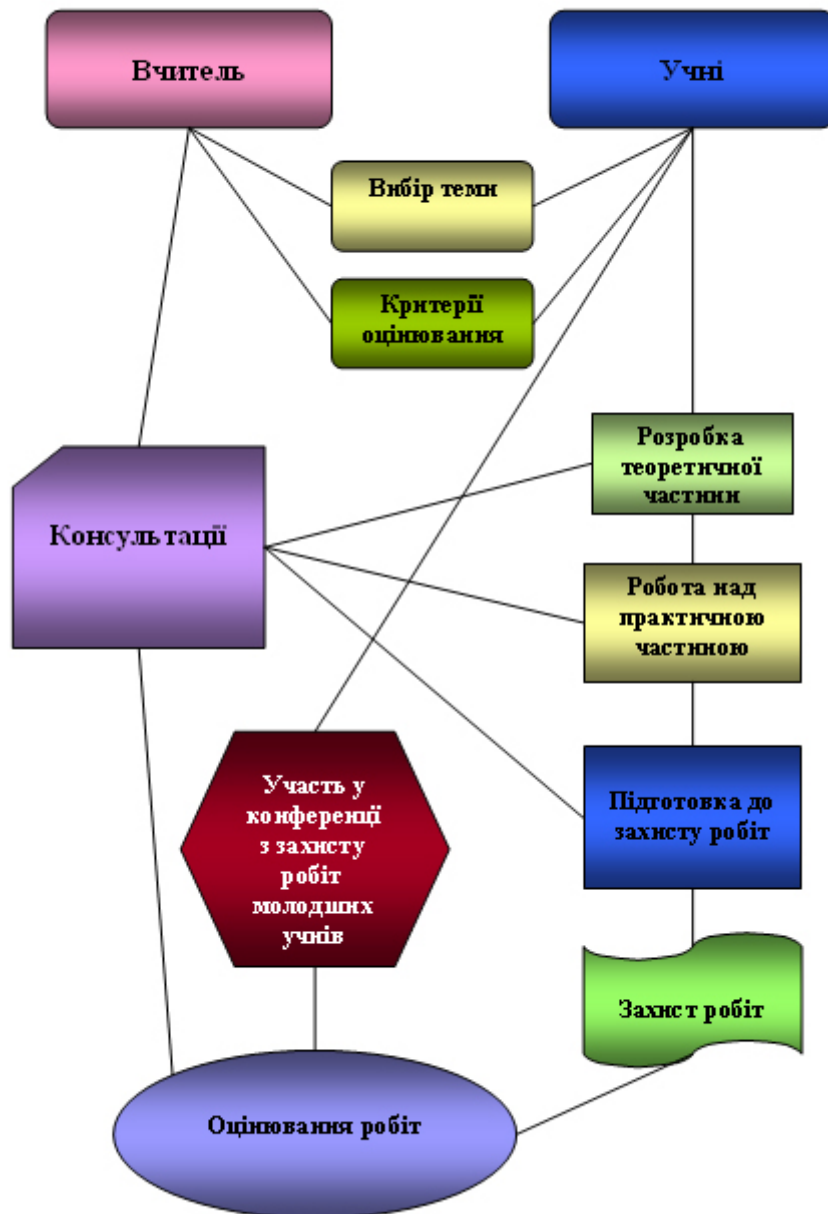 Вчитель
Учні
Вибір теми
Критерії
оцінювання
Розробка
теоретичної
частини
Консультації
Робота над
практичною
частиною
Участь у
конференці
з захисту
робіт
молодших
учнів
Підготовка до
захисту робіт
Захист робіт
Оцінювання робіт